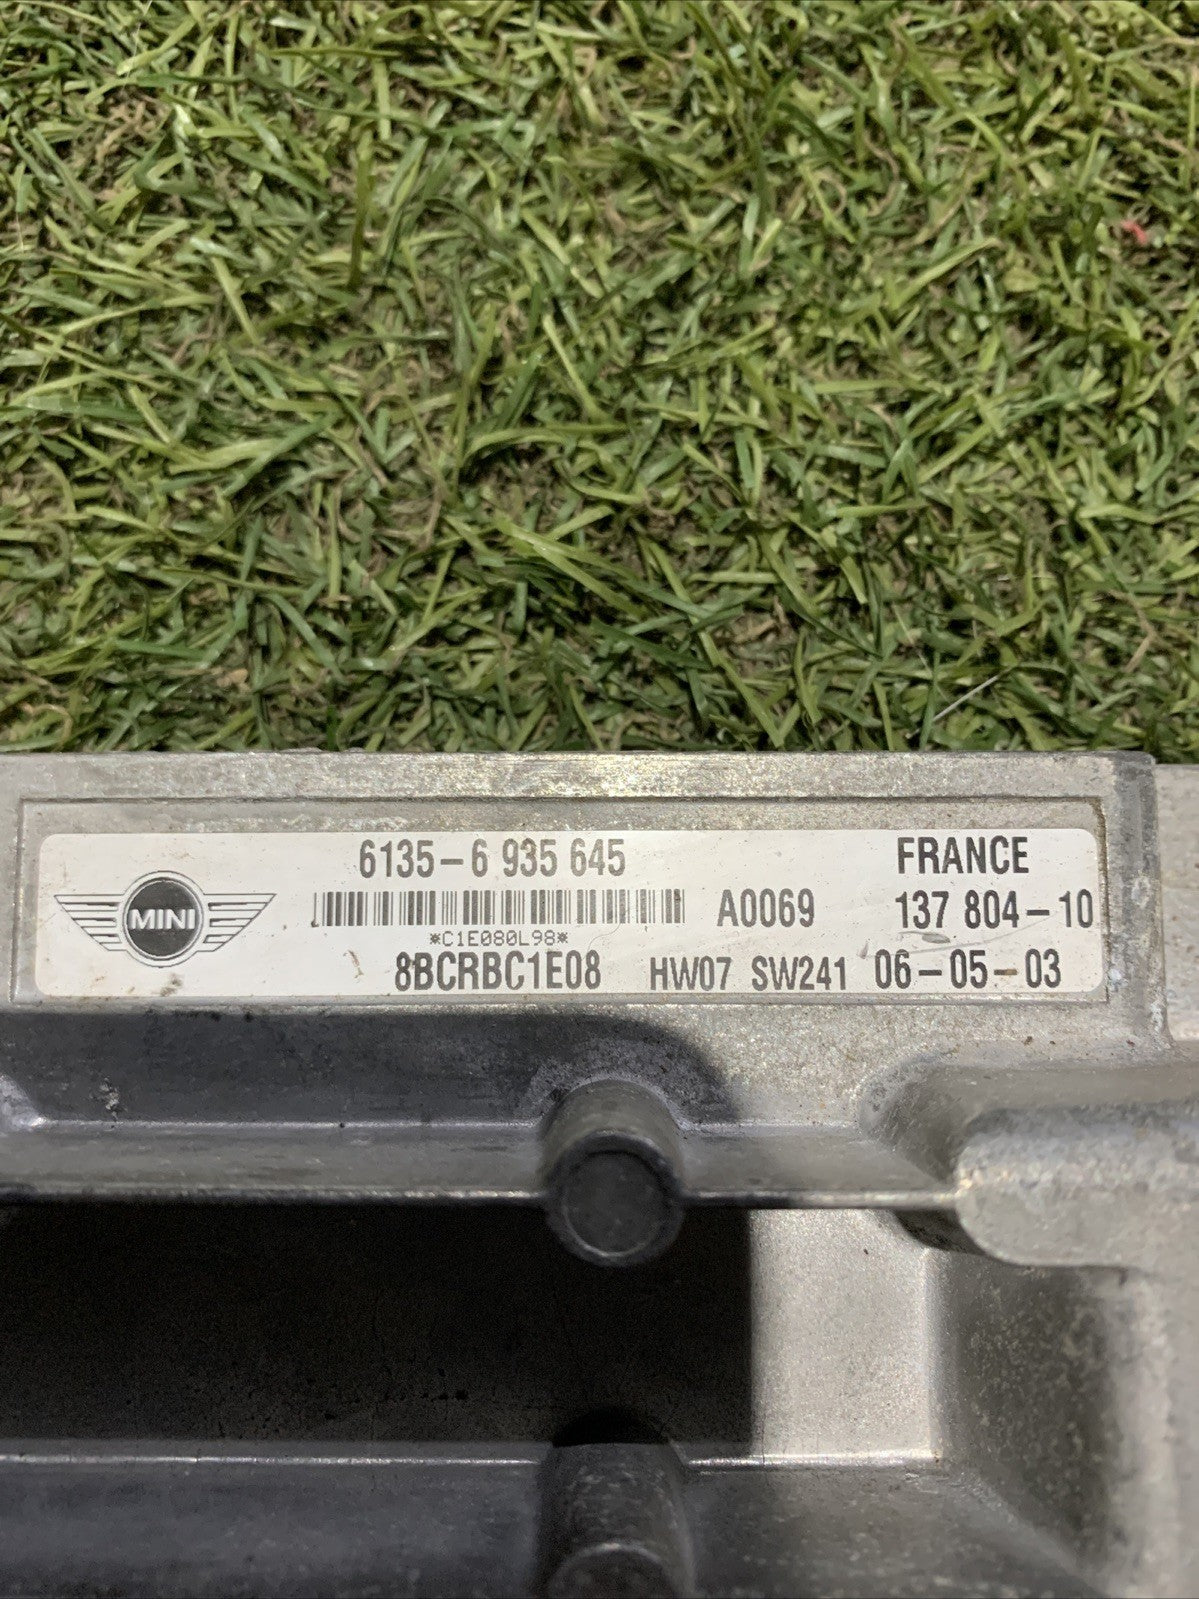 6135-6 935 645 FRANCE
MINI A0069 137 804-10
*C1E080L98*
8BCRBC1E08 HW07 SW241 06-05-03